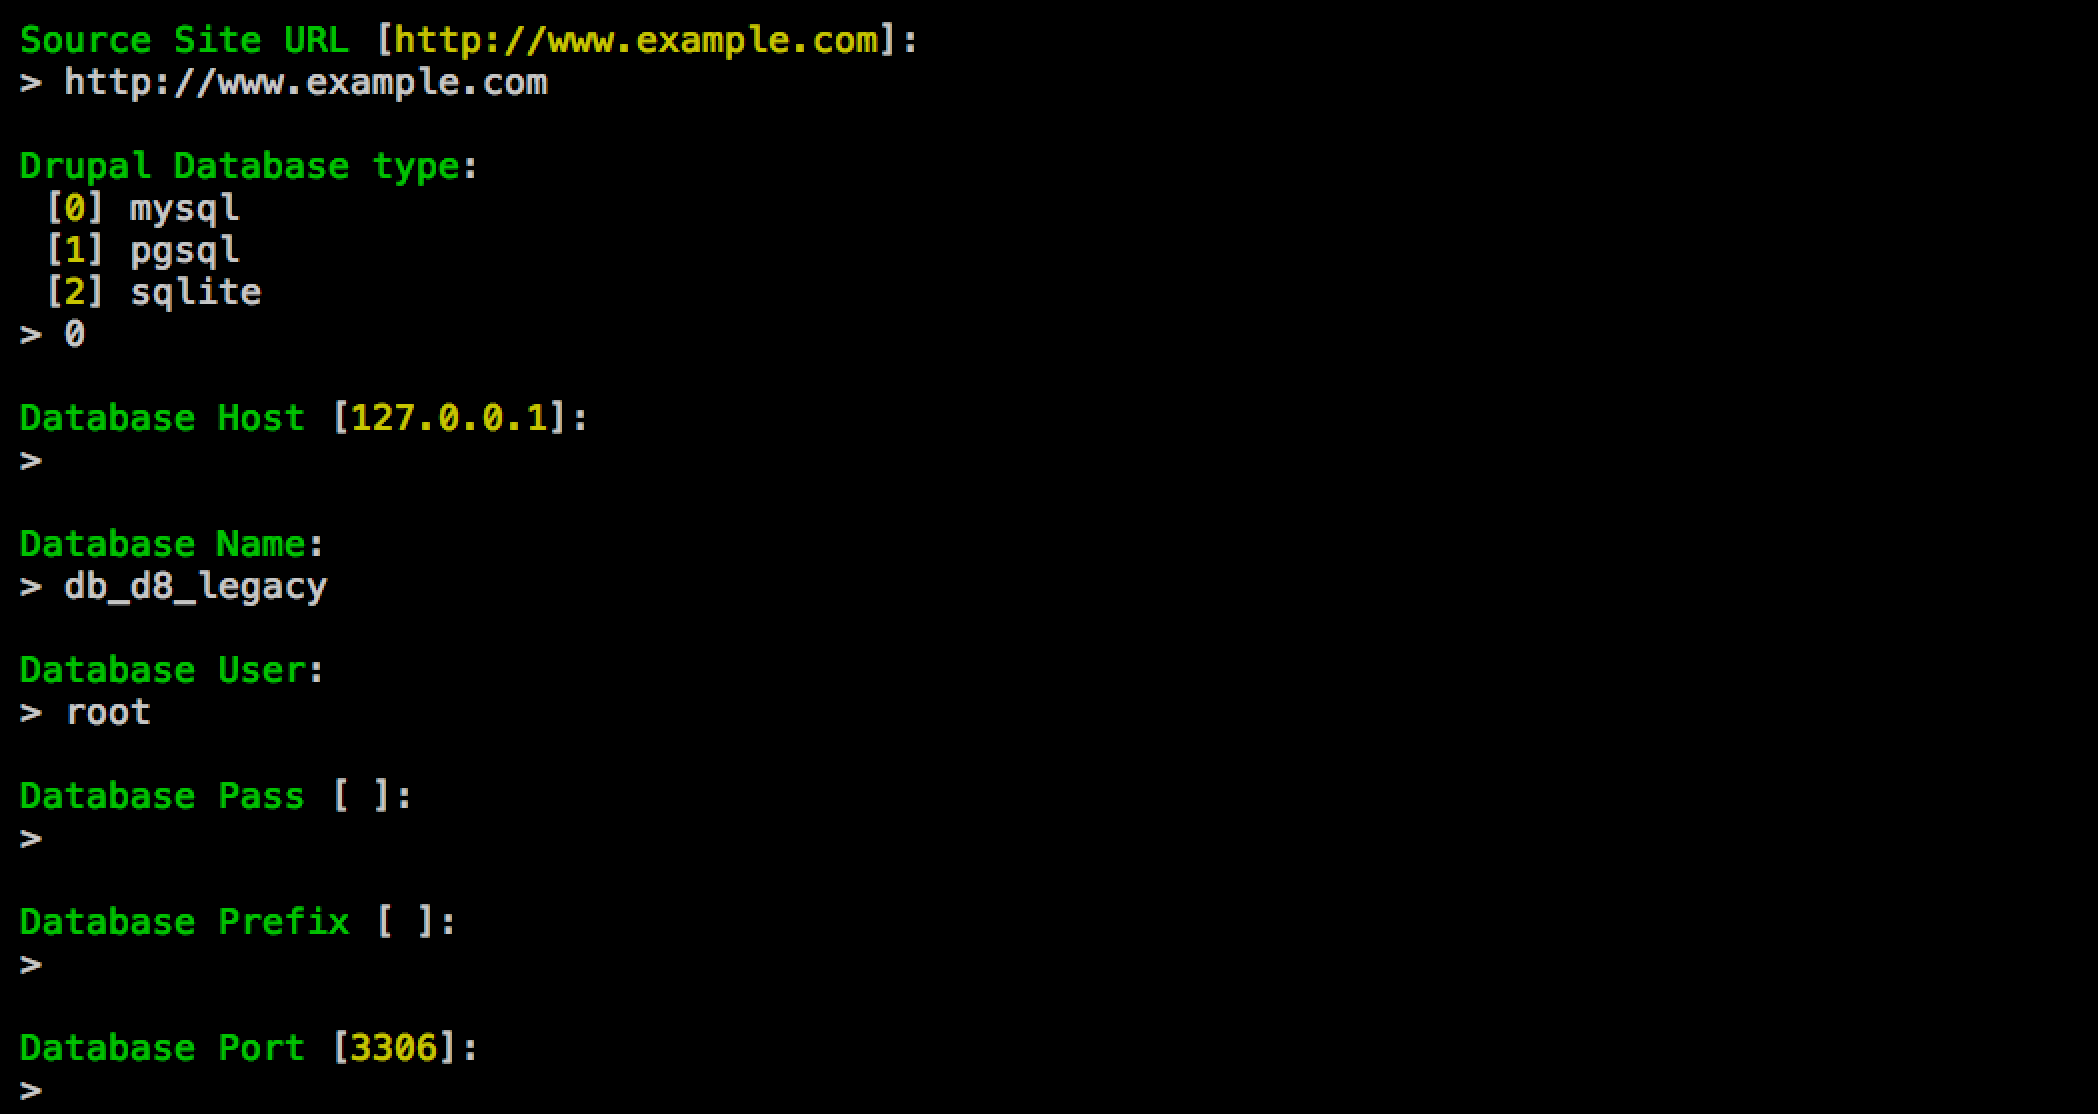 Source Site URL [http://www.example.com]:
> http://www.example.com
Drupal Database type:
[0] mysql
[1] pgsql
[2] sqlite
> 0
Database Host [127.0.0.1]:
>
Database Name:
> db_d8_legacy
Database User:
> root
Database Pass [ ]:
>
Database Prefix [ ]:
>
Database Port [3306]:
>